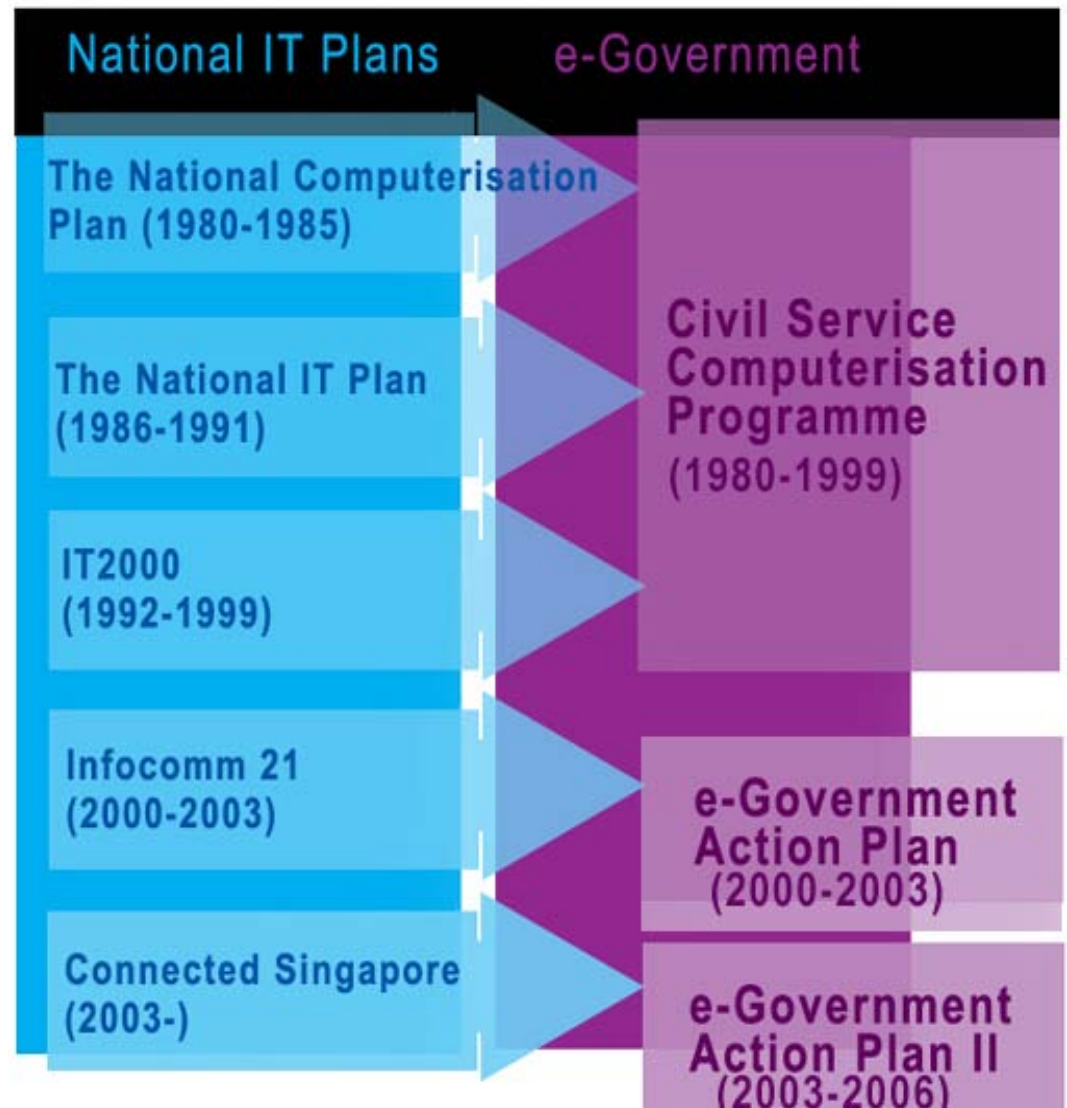 National IT Plans
e-Government
The National Computerisation
Plan (1980-1985)
The National IT Plan
(1986-1991)
IT2000
(1992-1999)
Infocomm 21
(2000-2003)
Connected Singapore
(2003-)
Civil Service
Computerisation
Programme
(1980-1999)
e-Government
Action Plan
(2000-2003)
e-Government
Action Plan II
(2003-2006)